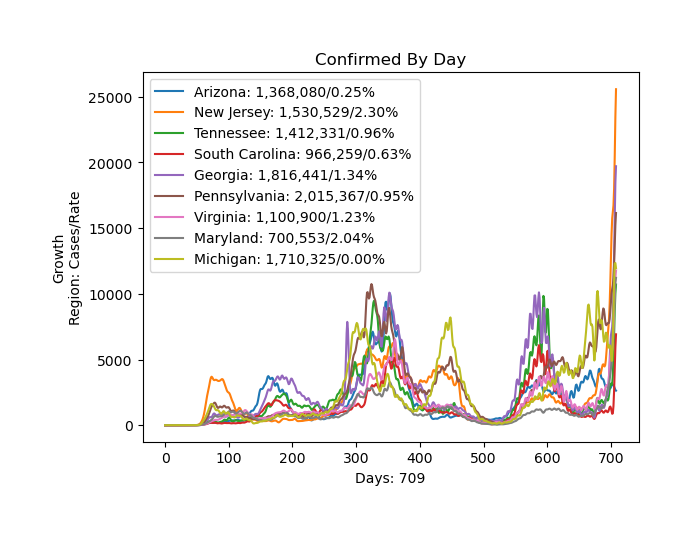 Confirmed By Day
25000
20000
15000
10000
5000
0
Growth
Region: Cases/Rate
Arizona: 1,368,080/0.25%
New Jersey: 1,530,529/2.30%
Tennessee: 1,412,331/0.96%
South Carolina: 966,259/0.63%
Georgia: 1,816,441/1.34%
Pennsylvania: 2,015,367/0.95%
Virginia: 1,100,900/1.23%
Maryland: 700,553/2.04%
Michigan: 1,710,325/0.00%
0 100 200 300 400 500 600 700
Days: 709